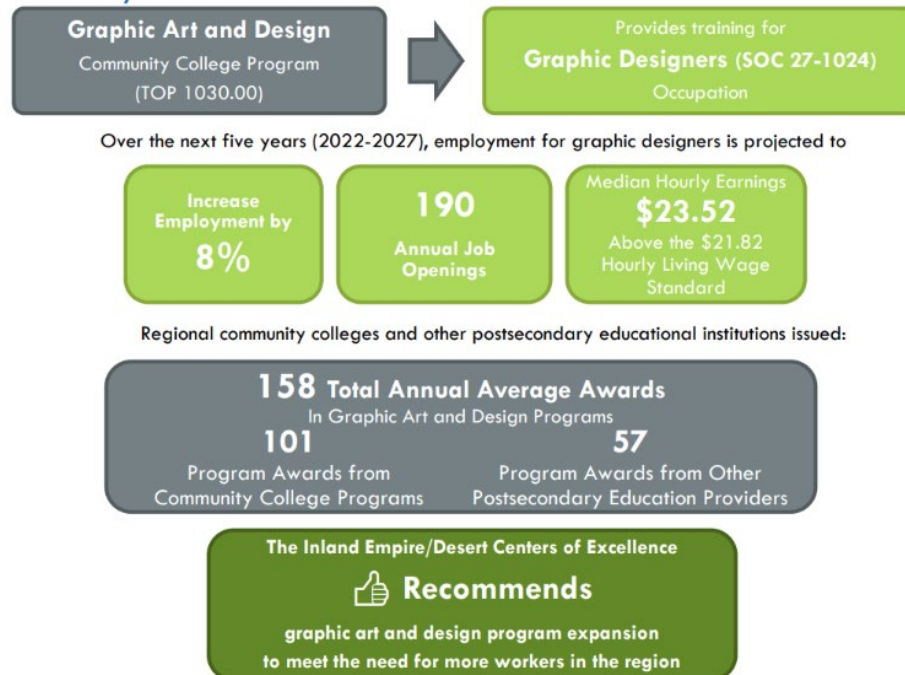 Graphic Art and Design
Community College Program
(TOP 1030.00)
Provides training for
Graphic Designers (SOC 27-1024)
Occupation
Over the next five years (2022-2027), employment for graphic designers is projected to
Increase
Employment by
8%
190
Annual Job
Openings
Median Hourly Earnings
$23.52
Above the $21.82
Hourly Living Wage
Standard
Regional community colleges and other postsecondary educational institutions issued:
158 Total Annual Average Awards
In Graphic Art and Design Programs
101
Program Awards from
Community College Programs
57
Program Awards from Other
Postsecondary Education Providers
The Inland Empire/Desert Centers of Excellence
Recommends
graphic art and design program expansion
to meet the need for more workers in the region